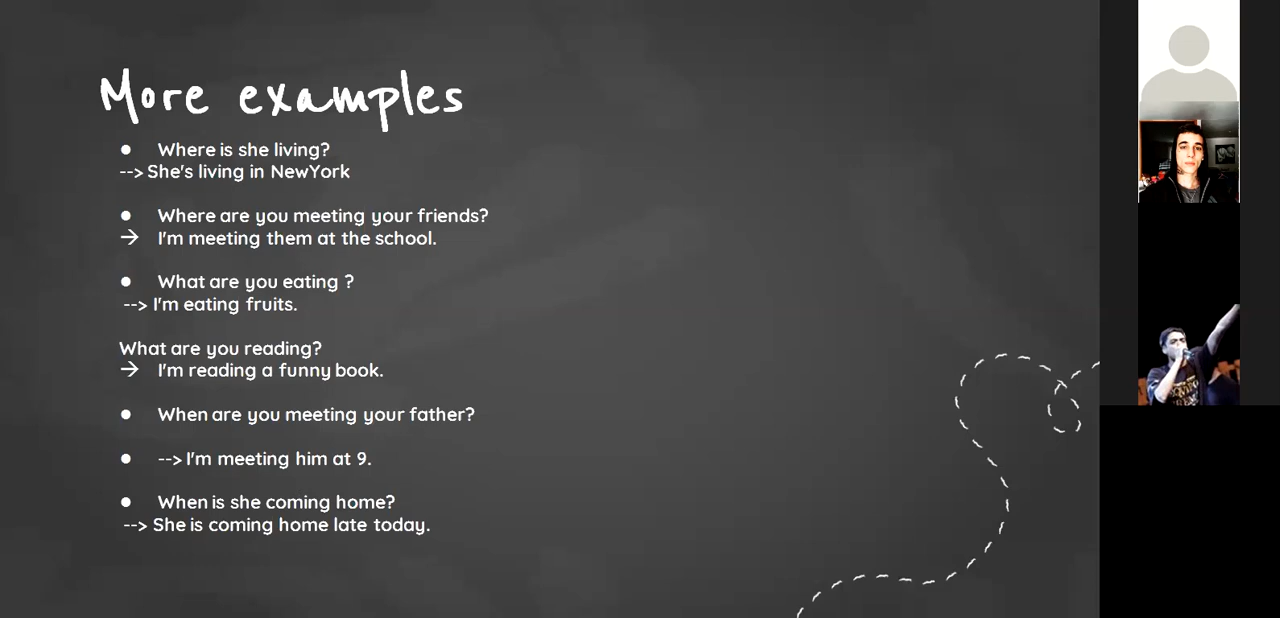 More examples
● Where is she living?
--> She's living in NewYork
● Where are you meeting your friends?
→ I'm meeting them at the school.
● What are you eating ?
--> I'm eating fruits.
What are you reading?
→ I'm reading a funny book.
● When are you meeting your father?
● --> I'm meeting him at 9.
● When is she coming home?
--> She is coming home late today.